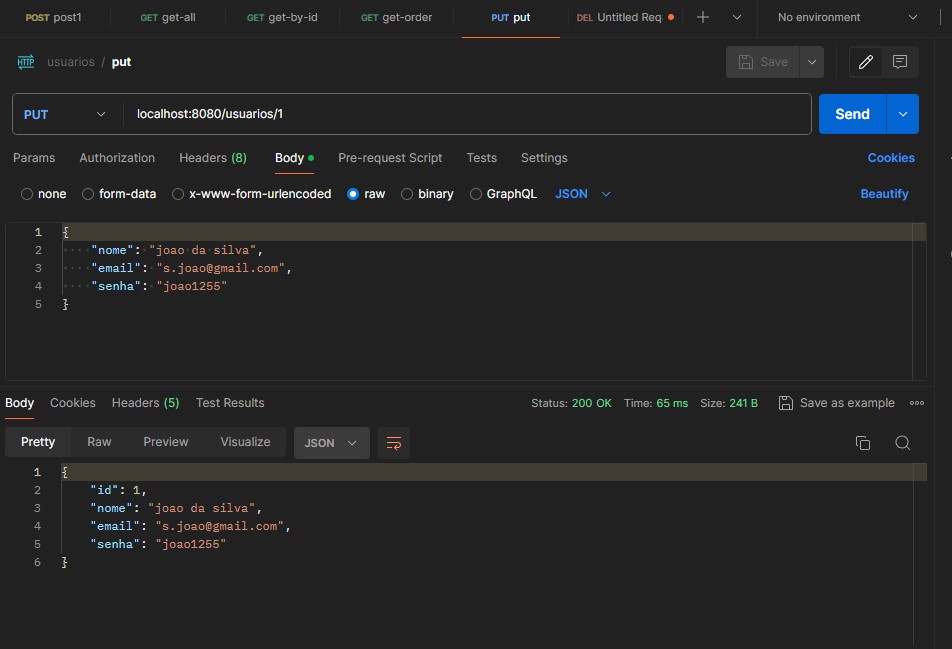 POST post1 GET get-all GET get-by-id GET get-order PUT put DEL Untitled Req No environment
HTTP usuarios / put Save
PUT localhost:8080/usuarios/1 Send
Params Authorization Headers (8) Body Pre-request Script Tests Settings Cookies
none form-data x-www-form-urlencoded raw binary GraphQL JSON Beautify
1 {
2 "nome": "joao da silva",
3 "email": "s.joao@gmail.com",
4 "senha": "joao1255"
5 }
Body Cookies Headers (5) Test Results Status: 200 OK Time: 65 ms Size: 241 B Save as example
Pretty Raw Preview Visualize JSON
1 {
2 "id": 1,
3 "nome": "joao da silva",
4 "email": "s.joao@gmail.com",
5 "senha": "joao1255"
6 }